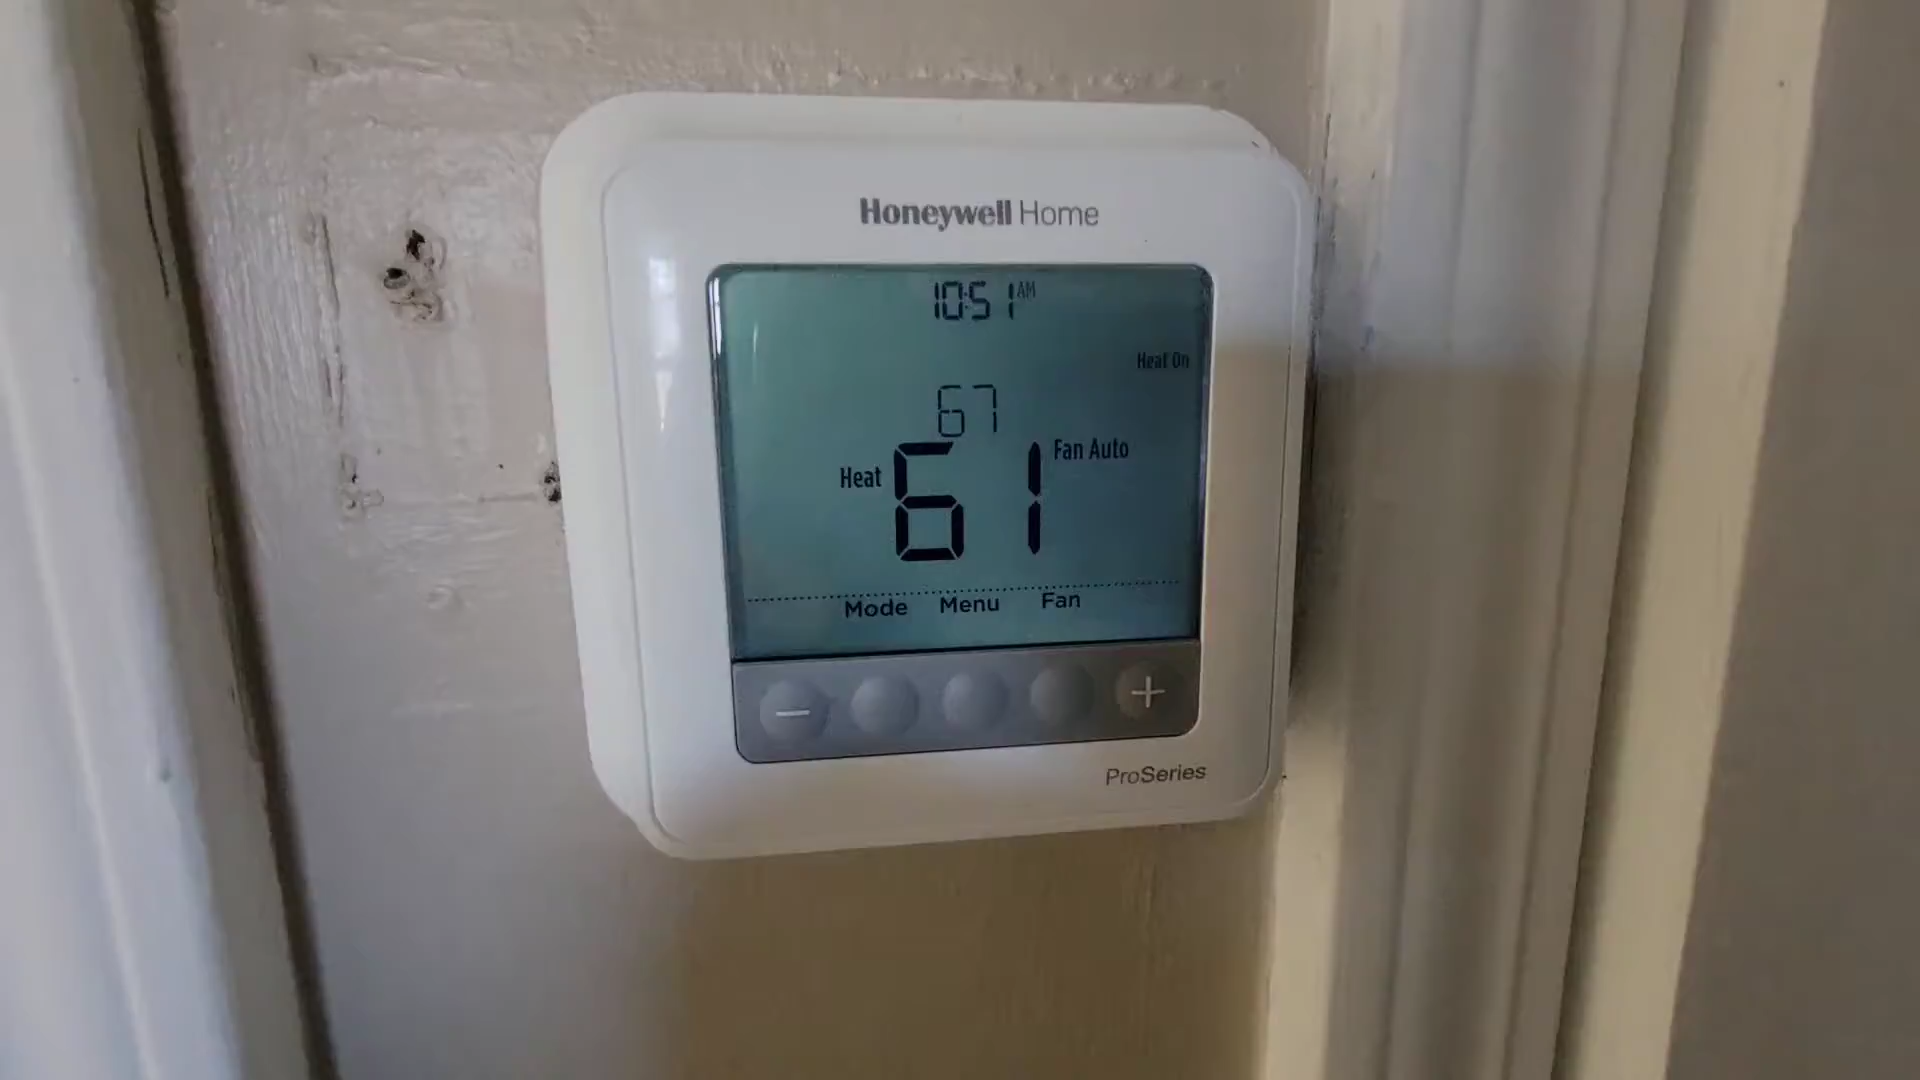 Honeywell Home
10:51 AM
Heat On
67
Fan Auto
Heat 61
Mode Menu Fan
− +
ProSeries